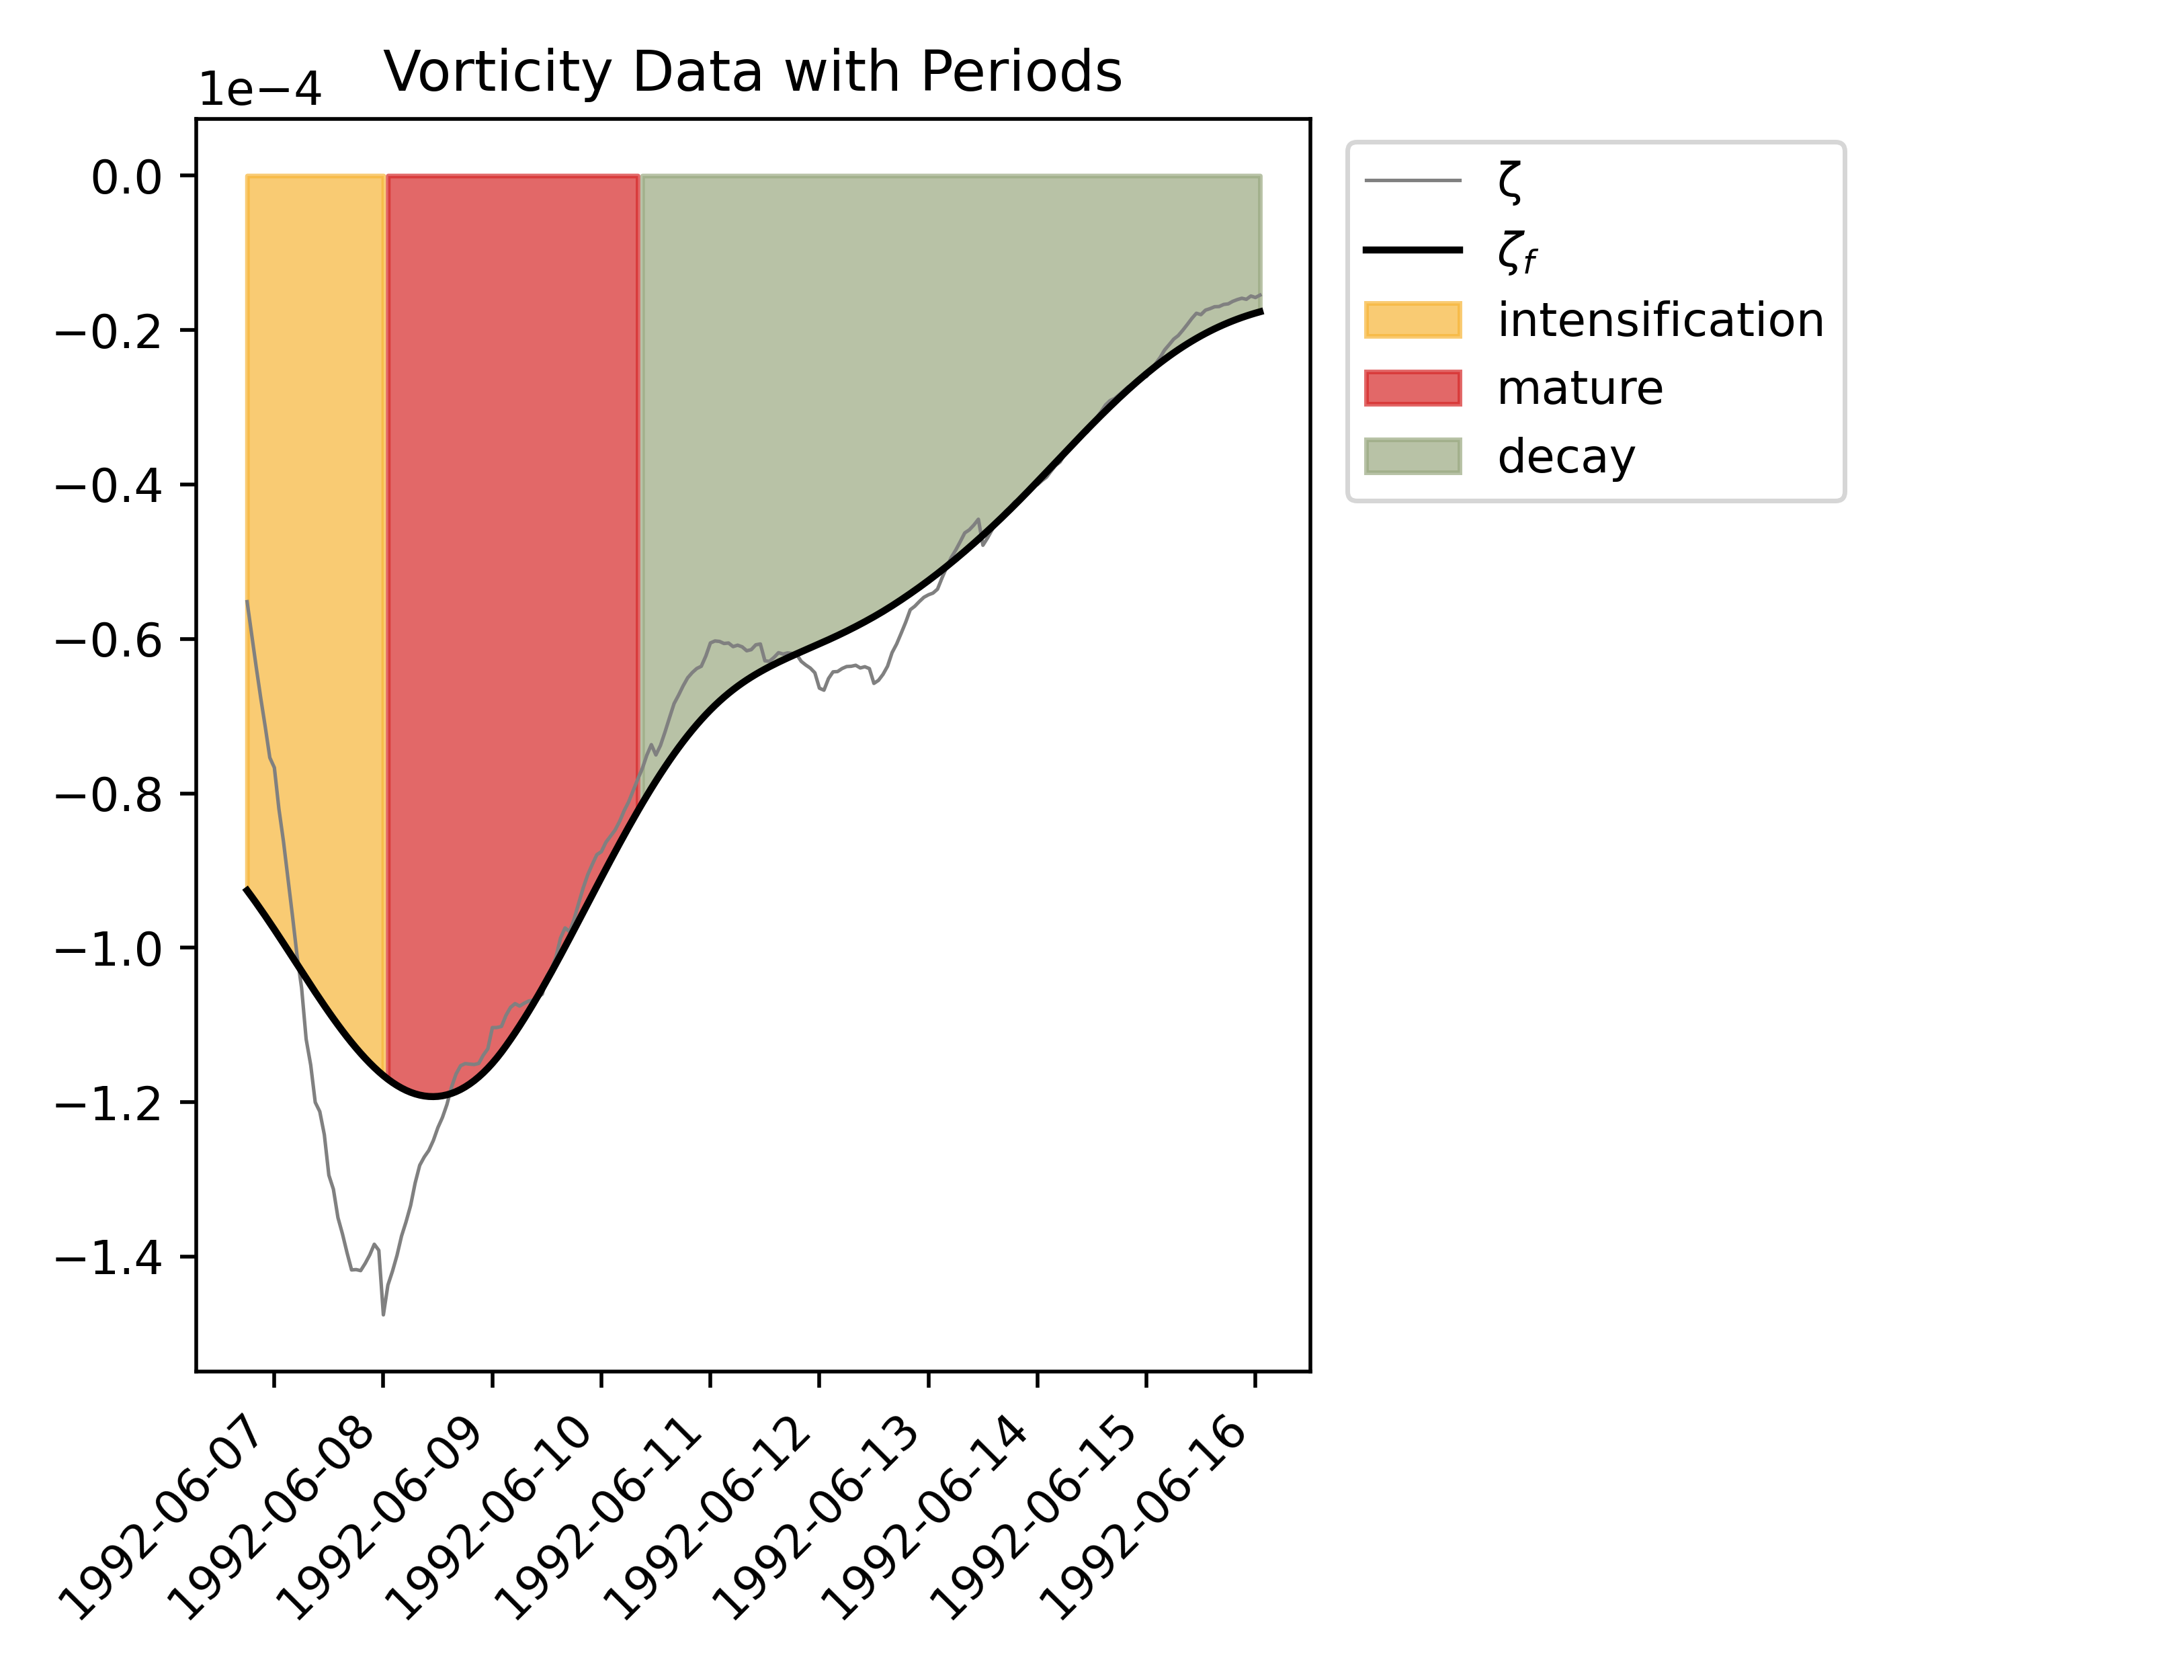 Vorticity Data with Periods
1e−4
0.0
−0.2
−0.4
−0.6
−0.8
−1.0
−1.2
−1.4
1992-06-07
1992-06-08
1992-06-09
1992-06-10
1992-06-11
1992-06-12
1992-06-13
1992-06-14
1992-06-15
1992-06-16
ζ
ζf
intensification
mature
decay